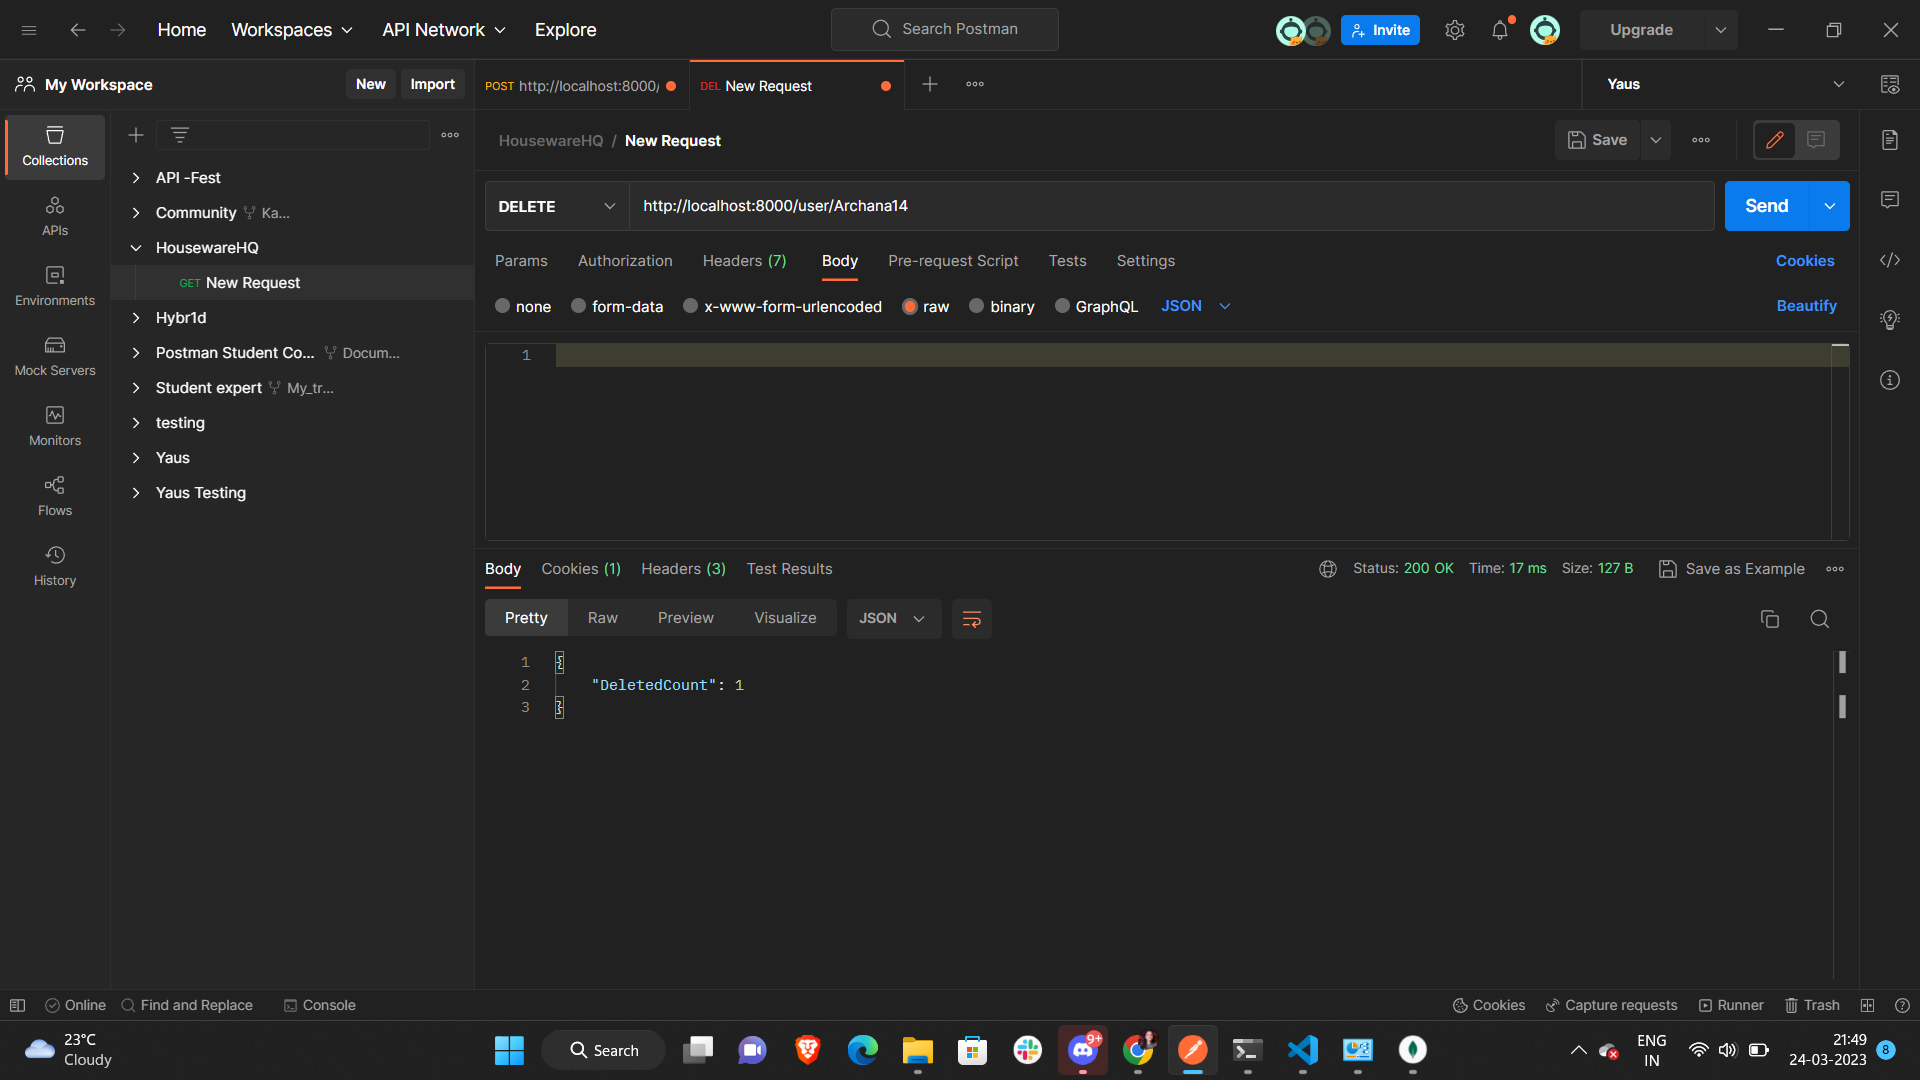 Home Workspaces API Network Explore Search Postman Invite Upgrade
My Workspace New Import POST http://localhost:8000/ DEL New Request Yaus
HousewareHQ / New Request Save
Collections
APIs
Environments
Mock Servers
Monitors
Flows
History
API -Fest
Community Ka...
HousewareHQ
GET New Request
Hybr1d
Postman Student Co... Docum...
Student expert My_tr...
testing
Yaus
Yaus Testing
DELETE http://localhost:8000/user/Archana14 Send
Params Authorization Headers (7) Body Pre-request Script Tests Settings Cookies
none form-data x-www-form-urlencoded raw binary GraphQL JSON Beautify
1
Body Cookies (1) Headers (3) Test Results Status: 200 OK Time: 17 ms Size: 127 B Save as Example
Pretty Raw Preview Visualize JSON
1 {
2 "DeletedCount": 1
3 }
Online Find and Replace Console Cookies Capture requests Runner Trash
23°C
Cloudy
Search
9+
ENG
IN
21:49
24-03-2023
8